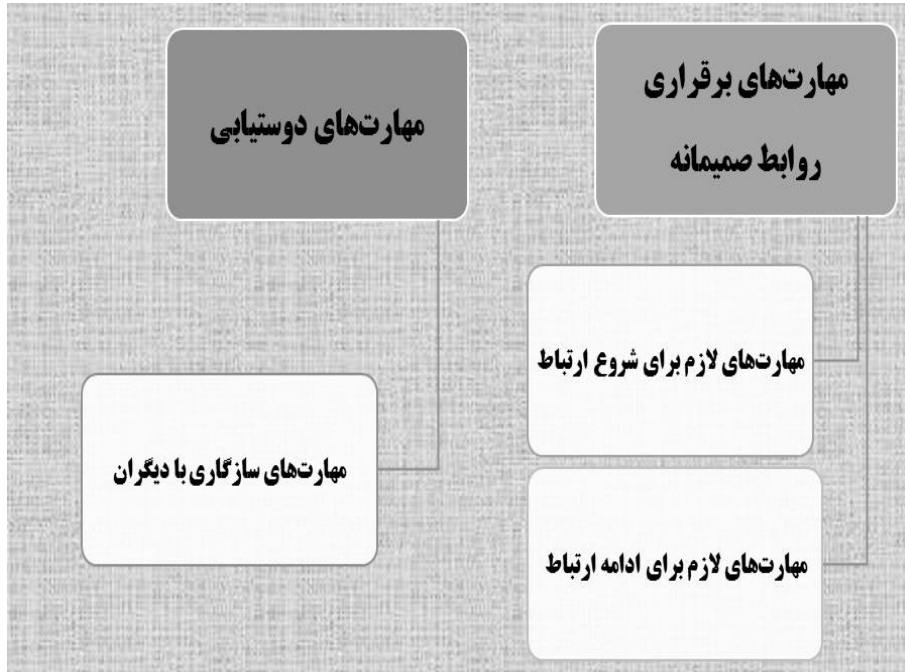 مهارت‌های برقراری
روابط صمیمانه
مهارت‌های لازم برای شروع ارتباط
مهارت‌های لازم برای ادامه ارتباط
مهارت‌های دوستیابی
مهارت‌های سازگاری با دیگران